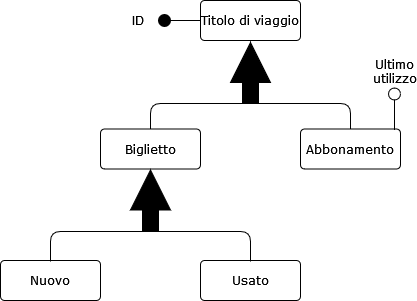 ID
Titolo di viaggio
Ultimo
utilizzo
Biglietto
Abbonamento
Nuovo
Usato